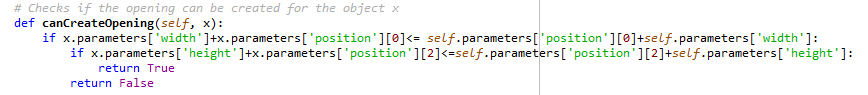 # Checks if the opening can be created for the object x
def canCreateOpening(self, x):
if x.parameters['width']+x.parameters['position'][0]<= self.parameters['position'][0]+self.parameters['width']:
if x.parameters['height']+x.parameters['position'][2]<=self.parameters['position'][2]+self.parameters['height']:
return True
return False